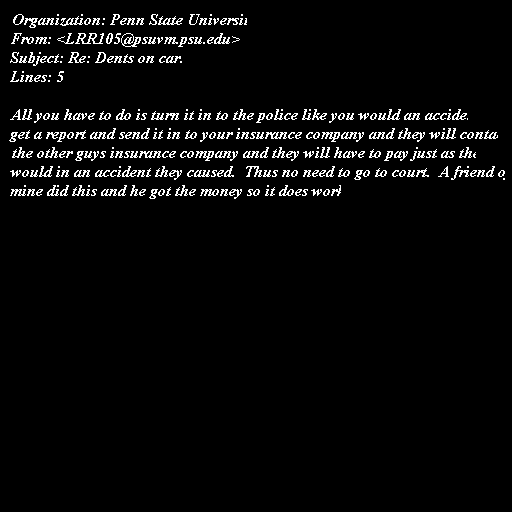 Organization: Penn State Universit
From: <LRR105@psuvm.psu.edu>
Subject: Re: Dents on car.
Lines: 5

All you have to do is turn it in to the police like you would an accide
get a report and send it in to your insurance company and they will conta
the other guys insurance company and they will have to pay just as the
would in an accident they caused.  Thus no need to go to court.  A friend o
mine did this and he got the money so it does work